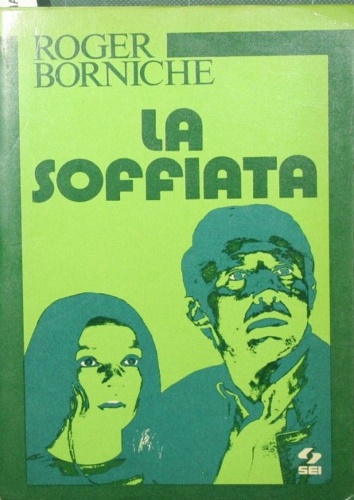 ROGER
BORNICHE
LA
SOFFIATA
SEI